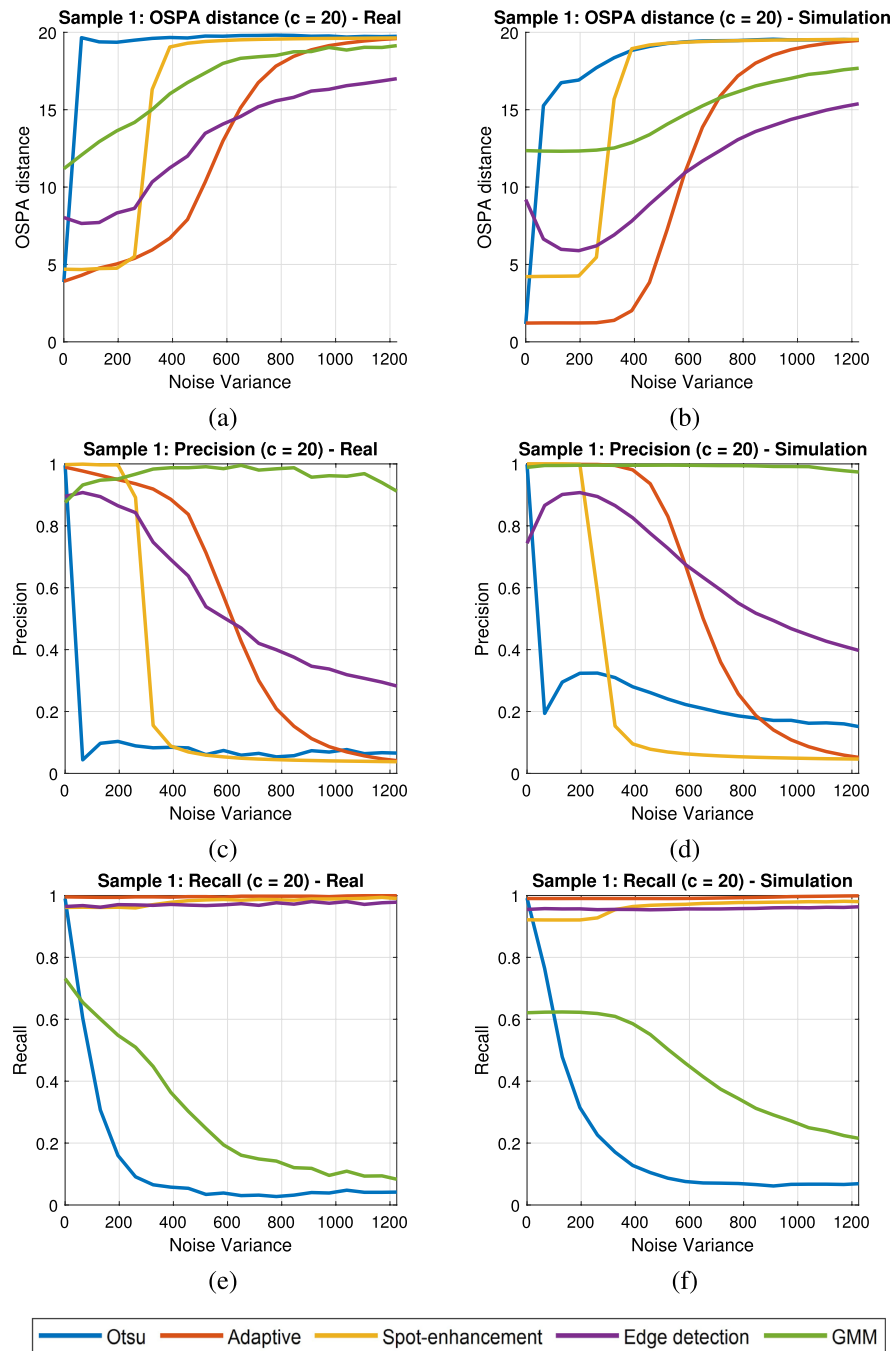 Sample 1: OSPA distance (c = 20) - Real
20
15
10
5
0
OSPA distance
0 200 400 600 800 1000 1200
Noise Variance
(a)
Sample 1: OSPA distance (c = 20) - Simulation
20
15
10
5
0
OSPA distance
0 200 400 600 800 1000 1200
Noise Variance
(b)
Sample 1: Precision (c = 20) - Real
1
0.8
0.6
0.4
0.2
0
Precision
0 200 400 600 800 1000 1200
Noise Variance
(c)
Sample 1: Precision (c = 20) - Simulation
1
0.8
0.6
0.4
0.2
0
Precision
0 200 400 600 800 1000 1200
Noise Variance
(d)
Sample 1: Recall (c = 20) - Real
1
0.8
0.6
0.4
0.2
0
Recall
0 200 400 600 800 1000 1200
Noise Variance
(e)
Sample 1: Recall (c = 20) - Simulation
1
0.8
0.6
0.4
0.2
0
Recall
0 200 400 600 800 1000 1200
Noise Variance
(f)
Otsu Adaptive Spot-enhancement Edge detection GMM